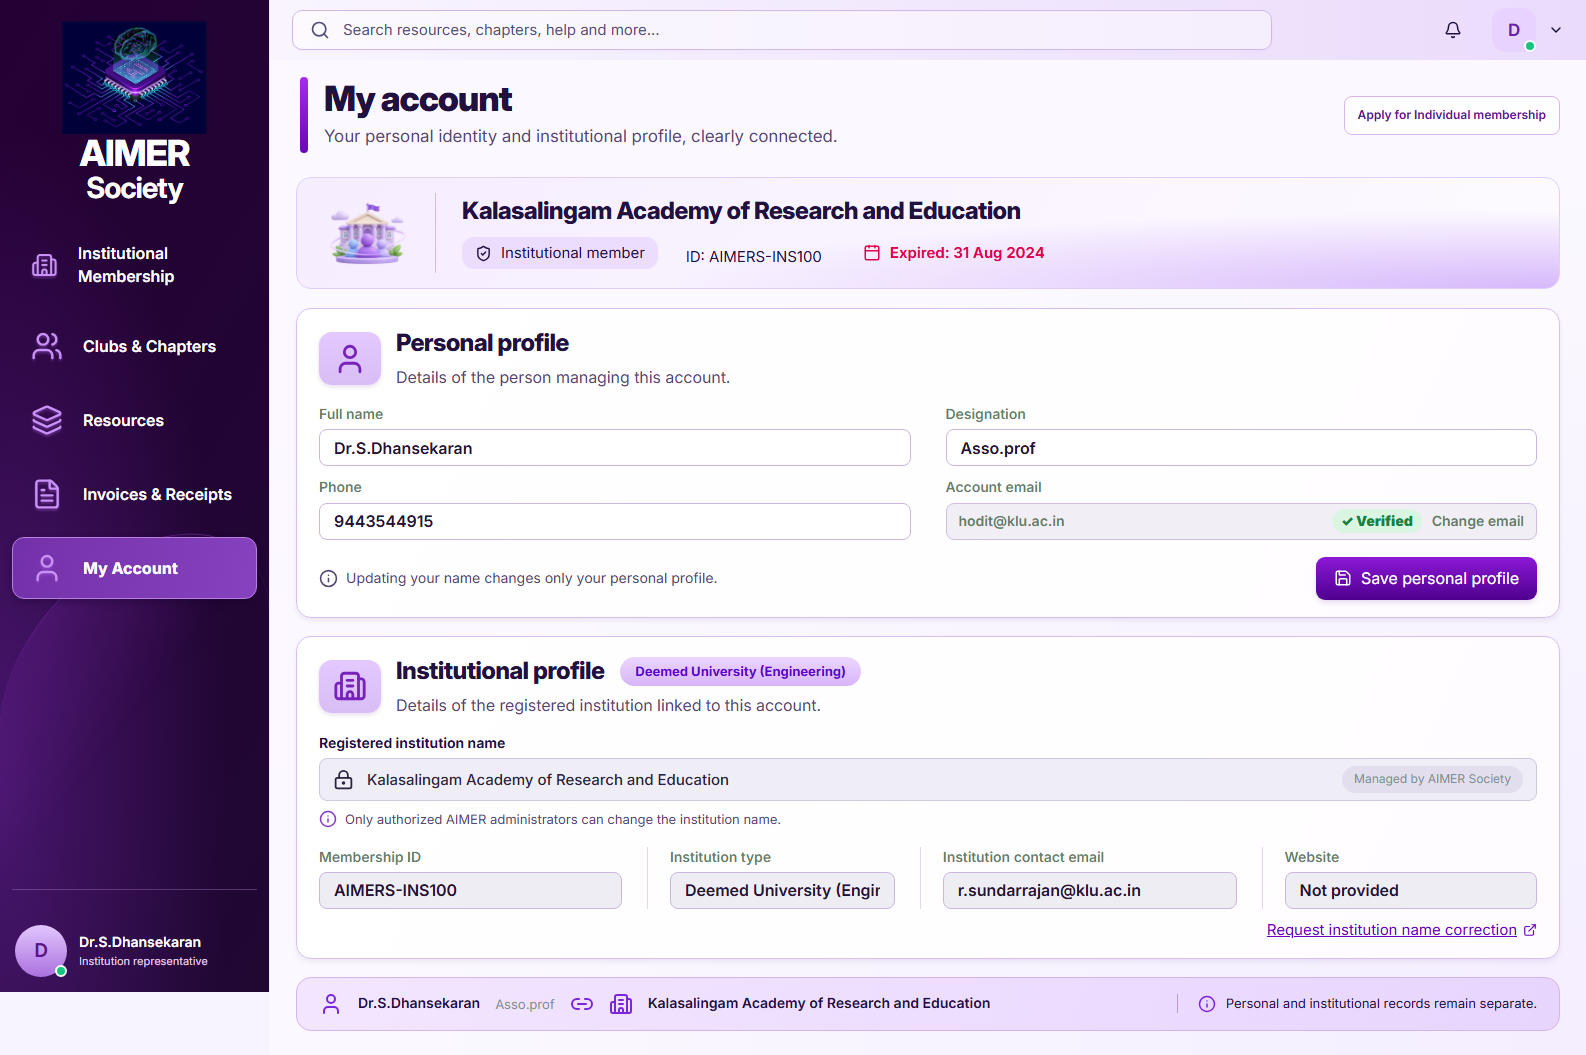 AIMER
Society
Institutional
Membership
Clubs & Chapters
Resources
Invoices & Receipts
My Account
D
Dr.S.Dhansekaran
Institution representative
Search resources, chapters, help and more...
D
My account
Your personal identity and institutional profile, clearly connected.
Apply for Individual membership
Kalasalingam Academy of Research and Education
Institutional member
ID: AIMERS-INS100
Expired: 31 Aug 2024
Personal profile
Details of the person managing this account.
Full name
Dr.S.Dhansekaran
Designation
Asso.prof
Phone
9443544915
Account email
hodit@klu.ac.in
Verified
Change email
Updating your name changes only your personal profile.
Save personal profile
Institutional profile
Deemed University (Engineering)
Details of the registered institution linked to this account.
Registered institution name
Kalasalingam Academy of Research and Education
Managed by AIMER Society
Only authorized AIMER administrators can change the institution name.
Membership ID
AIMERS-INS100
Institution type
Deemed University (Engir
Institution contact email
r.sundarrajan@klu.ac.in
Website
Not provided
Request institution name correction
Dr.S.Dhansekaran
Asso.prof
Kalasalingam Academy of Research and Education
Personal and institutional records remain separate.